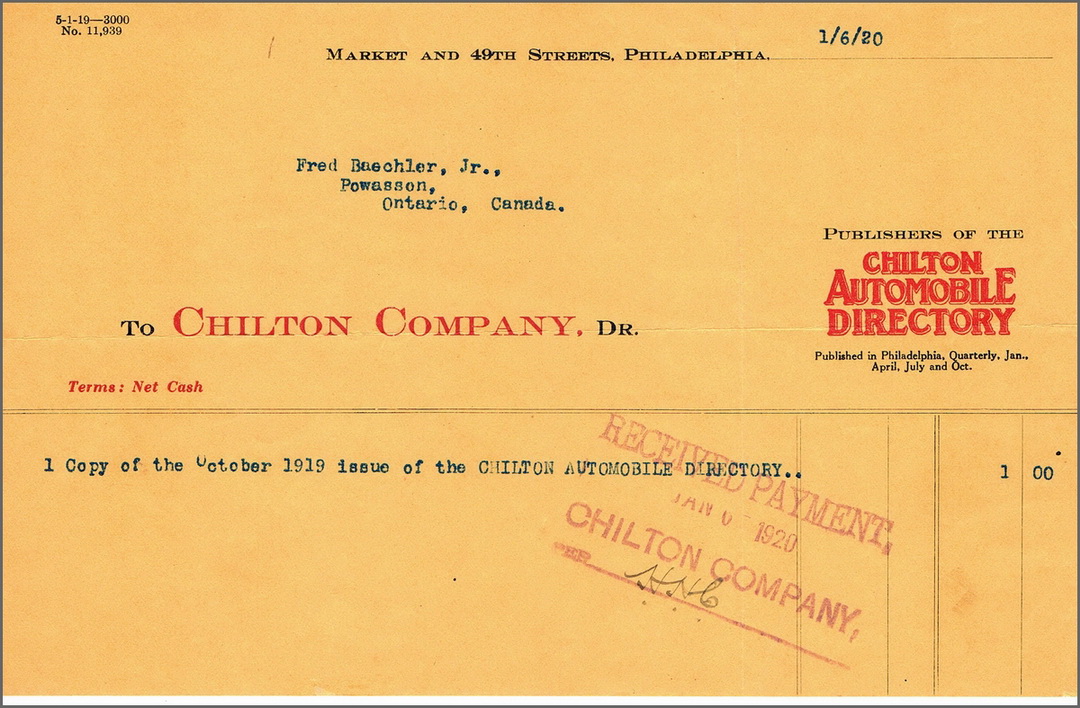 5-1-19—3000
No. 11,939
1/6/20
MARKET AND 49TH STREETS, PHILADELPHIA,
Fred Baechler, Jr.,
Powasson,
Ontario, Canada.
PUBLISHERS OF THE
CHILTON
AUTOMOBILE
DIRECTORY
TO CHILTON COMPANY, DR.
Published in Philadelphia, Quarterly, Jan.,
April, July and Oct.
Terms: Net Cash
1 Copy of the October 1919 issue of the CHILTON AUTOMOBILE DIRECTORY.. 1 00
RECEIVED PAYMENT,
JAN 6 - 1920
CHILTON COMPANY,
PER